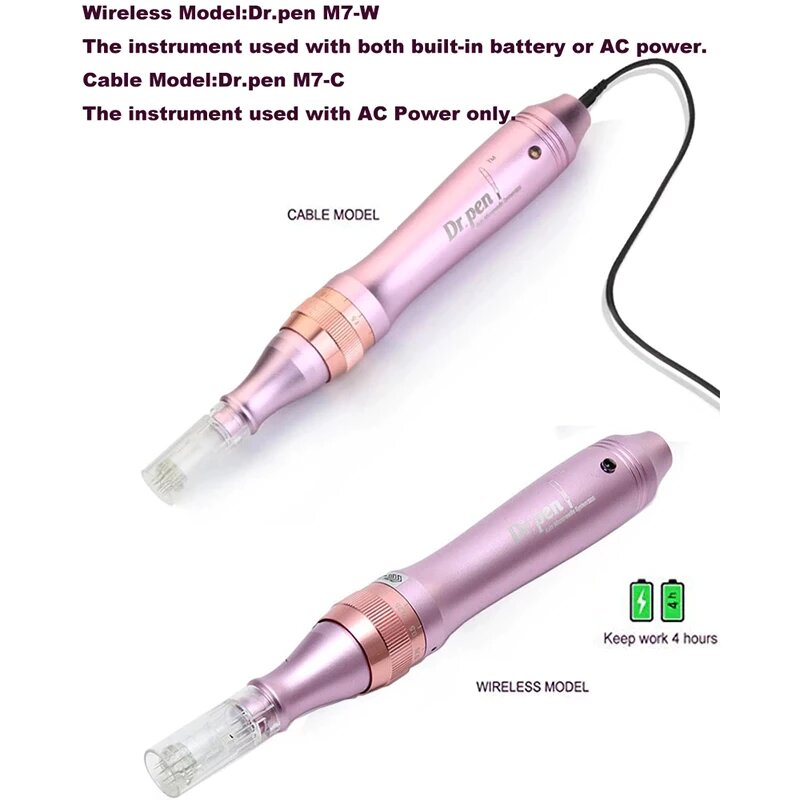 Wireless Model:Dr.pen M7-W
The instrument used with both built-in battery or AC power.
Cable Model:Dr.pen M7-C
The instrument used with AC Power only.
CABLE MODEL
Dr.pen
TM
Dr.pen
4h
Keep work 4 hours
WIRELESS MODEL